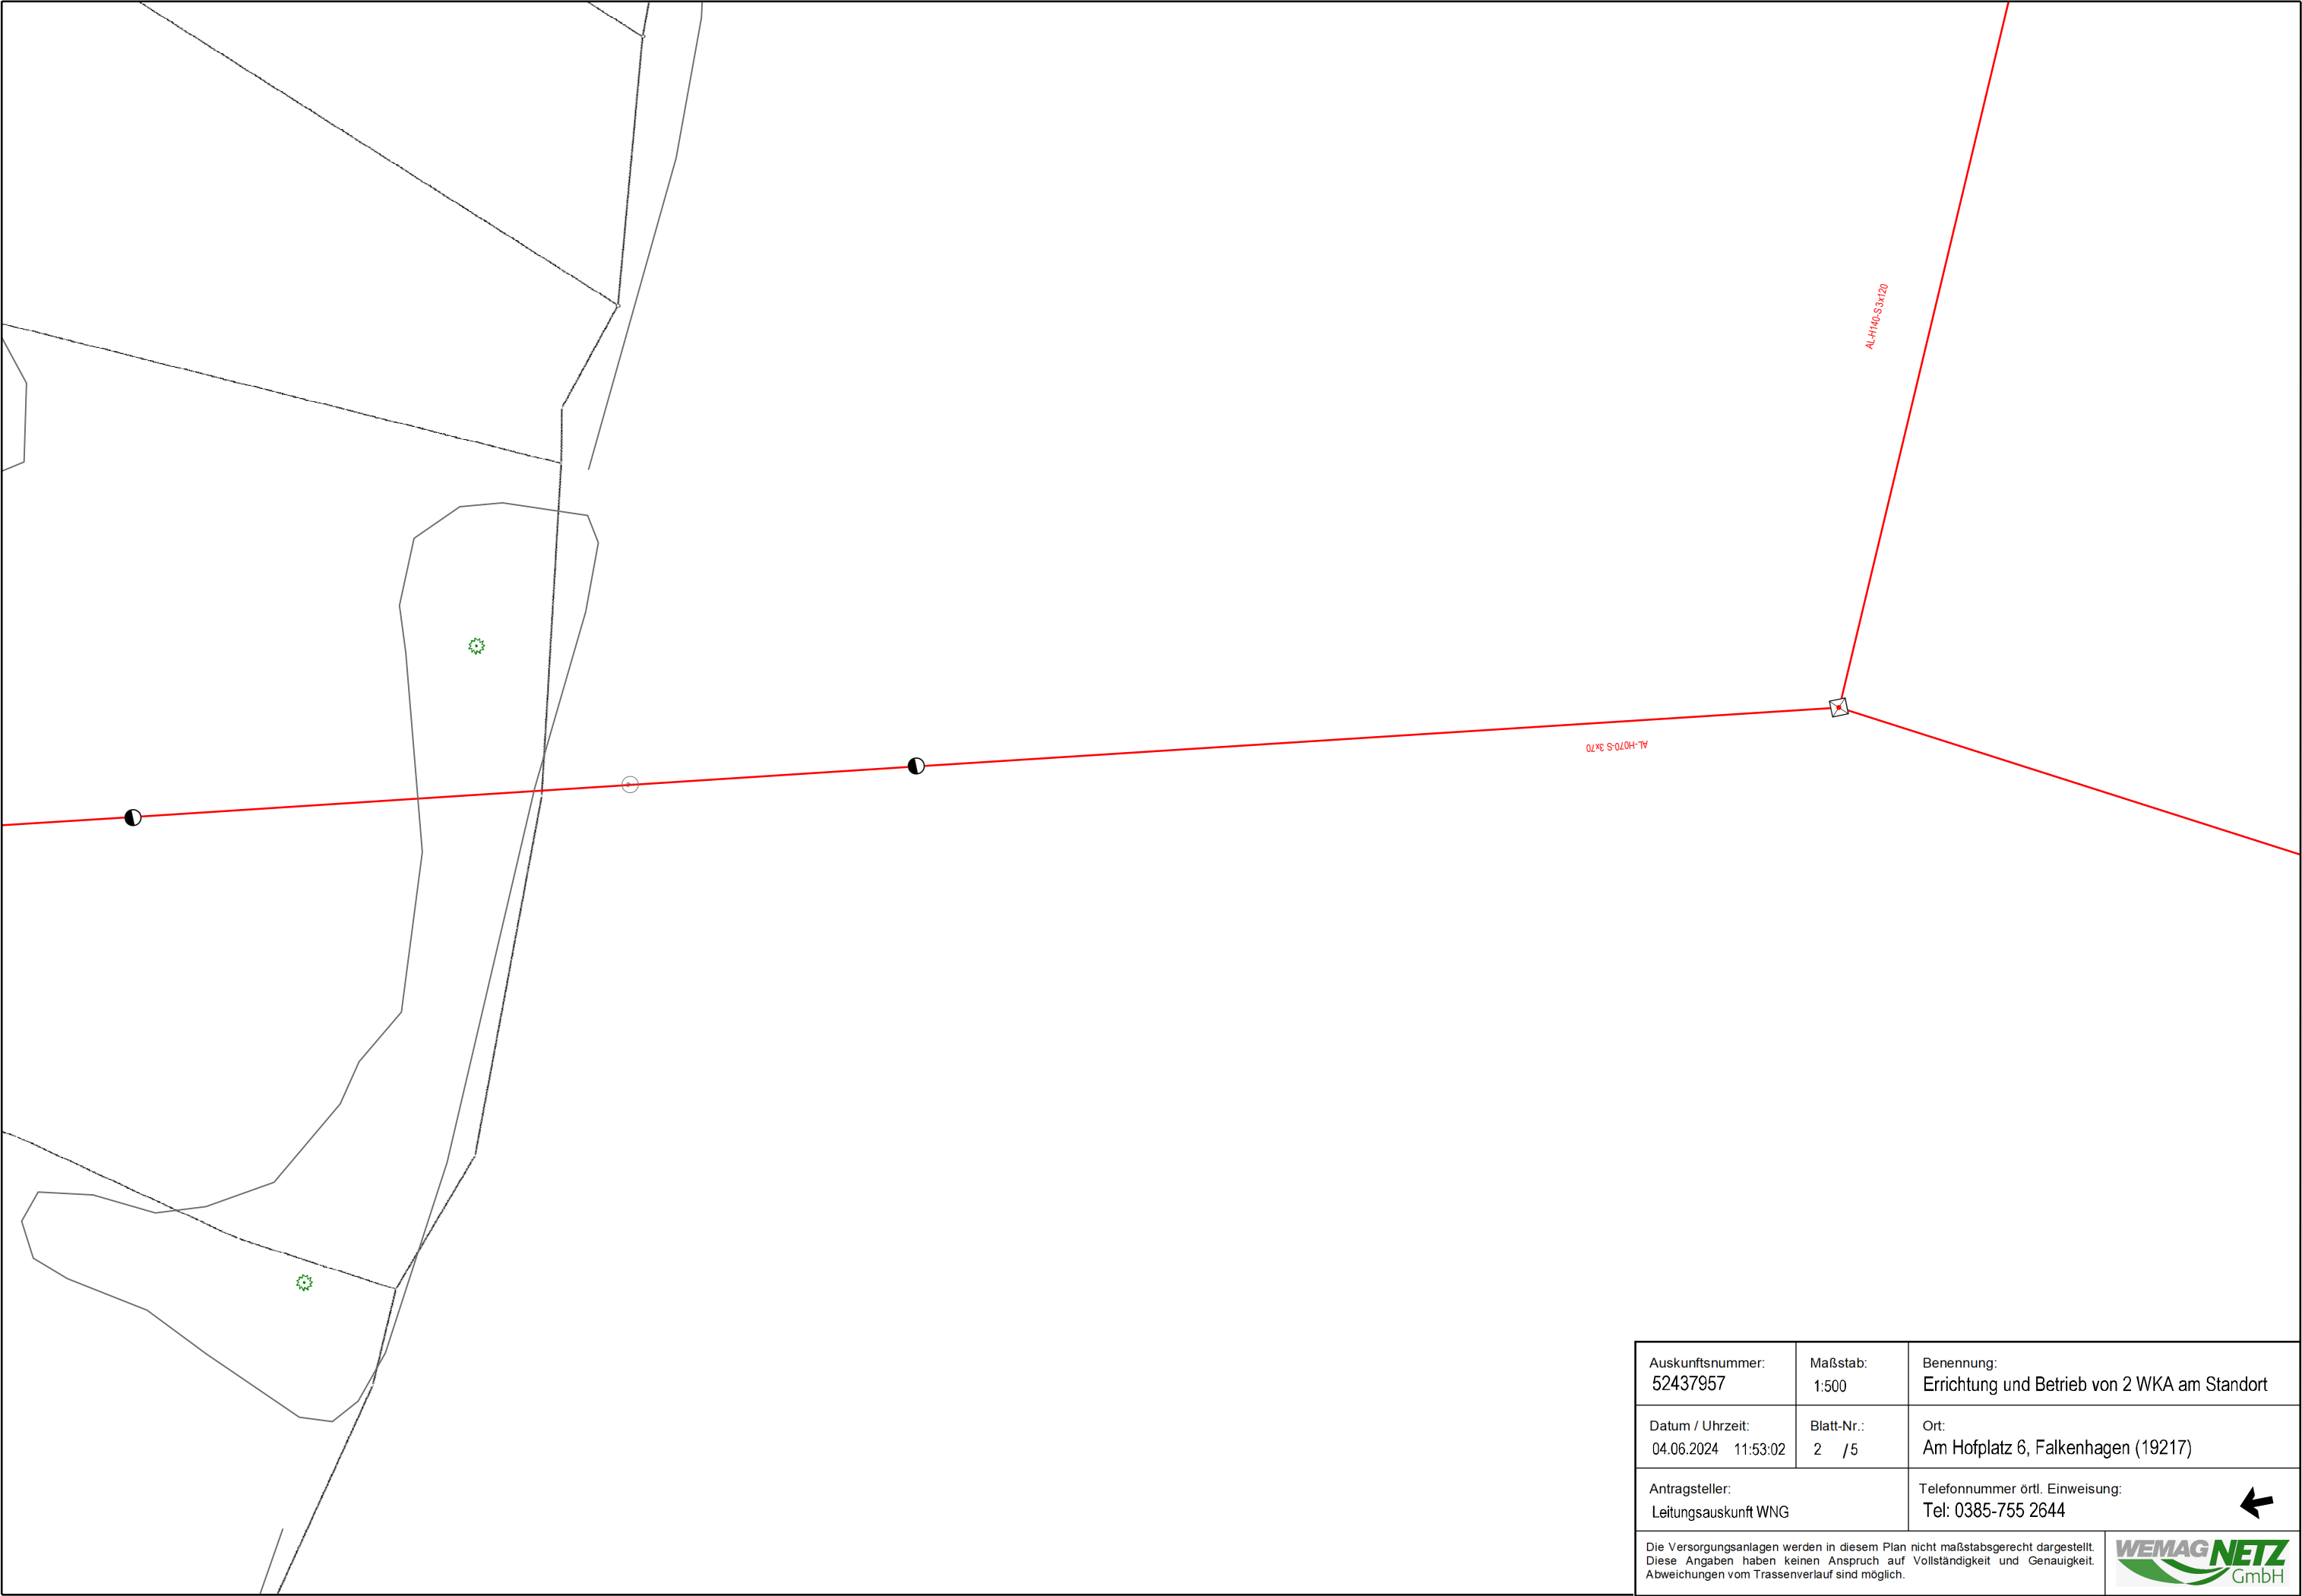 AL-H140-S3x120
AL-H070-S 3x70
Auskunftsnummer:
52437957
Maßstab:
1:500
Benennung:
Errichtung und Betrieb von 2 WKA am Standort
Datum / Uhrzeit:
04.06.2024 11:53:02
Blatt-Nr.:
2 / 5
Ort:
Am Hofplatz 6, Falkenhagen (19217)
Antragsteller:
Leitungsauskunft WNG
Telefonnummer örtl. Einweisung:
Tel: 0385-755 2644
Die Versorgungsanlagen werden in diesem Plan nicht maßstabsgerecht dargestellt.
Diese Angaben haben keinen Anspruch auf Vollständigkeit und Genauigkeit.
Abweichungen vom Trassenverlauf sind möglich.
WEMAG NETZ
GmbH